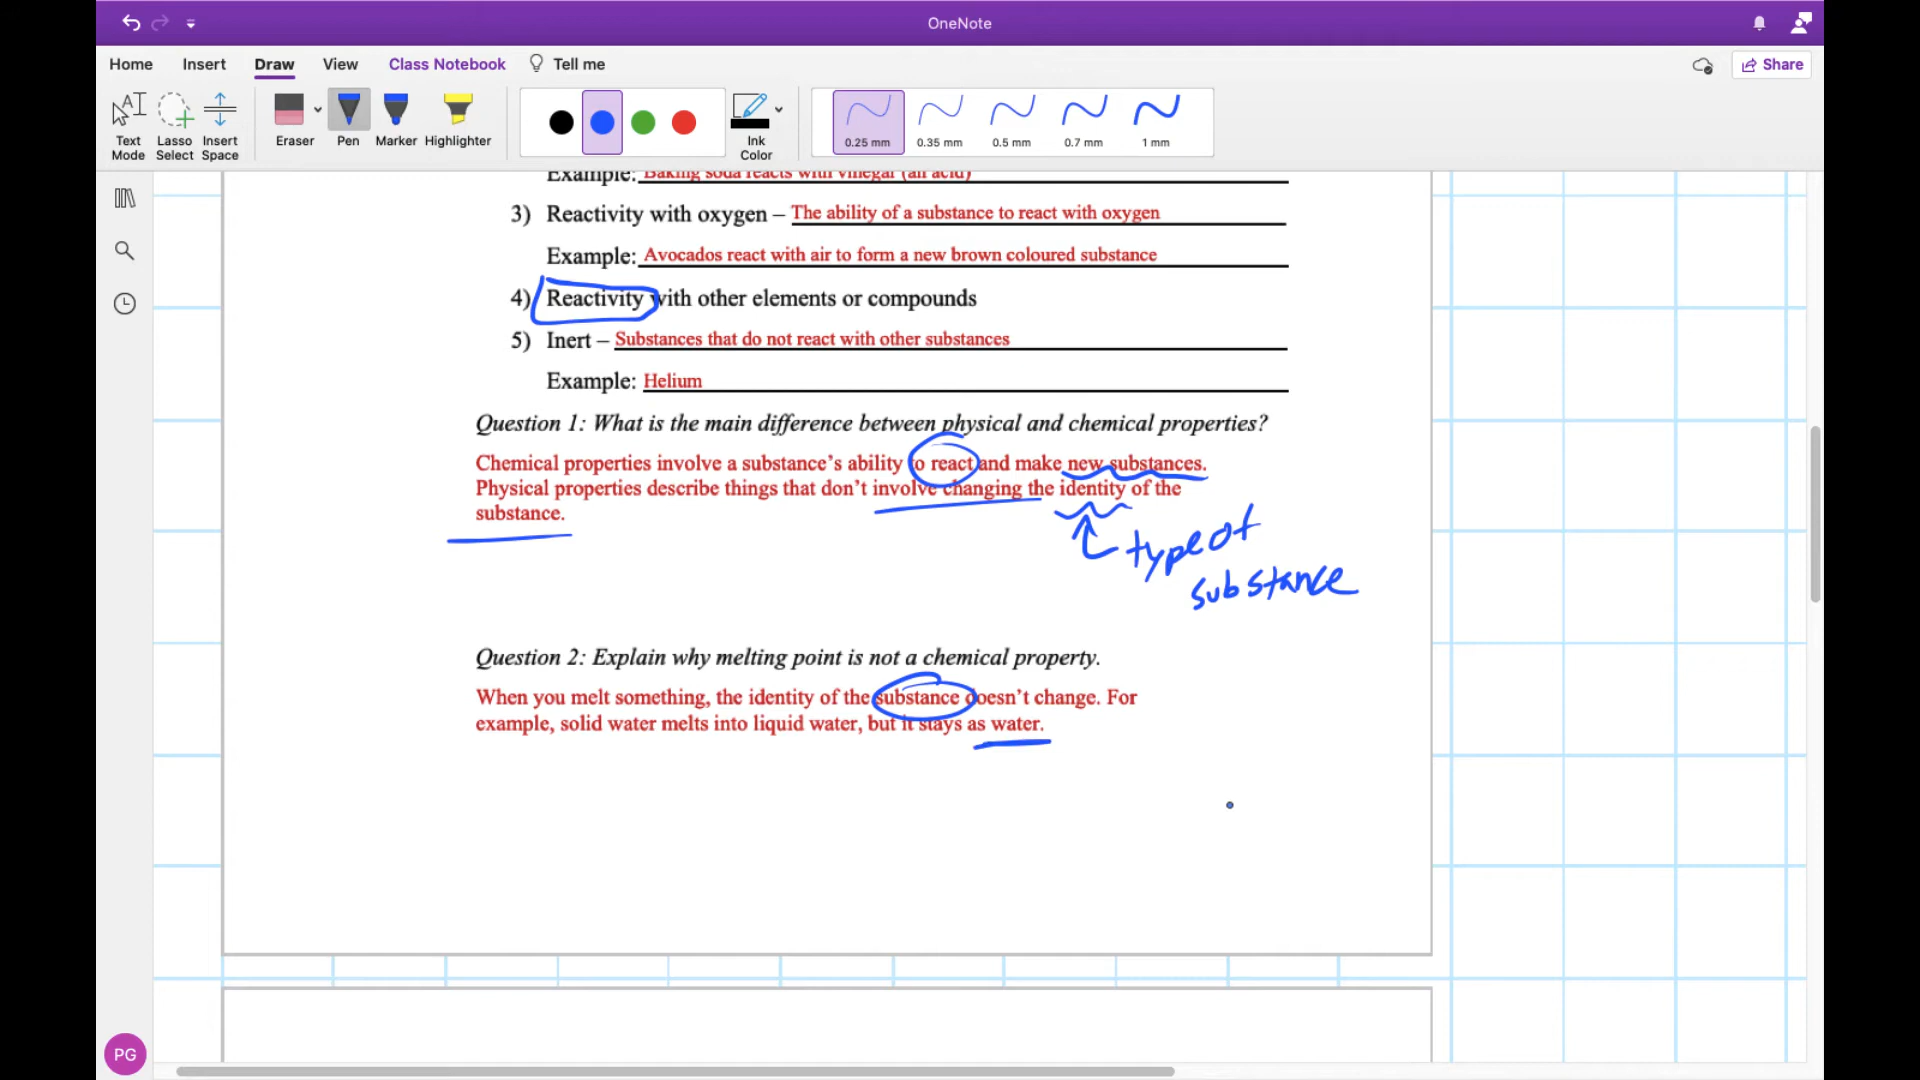 OneNote
Home Insert Draw View Class Notebook Tell me Share
Text Mode Lasso Select Insert Space Eraser Pen Marker Highlighter Ink Color 0.25 mm 0.35 mm 0.5 mm 0.7 mm 1 mm
Example: Baking soda reacts with vinegar (an acid)
3) Reactivity with oxygen – The ability of a substance to react with oxygen
Example: Avocados react with air to form a new brown coloured substance
4) Reactivity with other elements or compounds
5) Inert – Substances that do not react with other substances
Example: Helium
Question 1: What is the main difference between physical and chemical properties?
Chemical properties involve a substance’s ability to react and make new substances.
Physical properties describe things that don’t involve changing the identity of the
substance.
type of
substance
Question 2: Explain why melting point is not a chemical property.
When you melt something, the identity of the substance doesn’t change. For
example, solid water melts into liquid water, but it stays as water.
PG